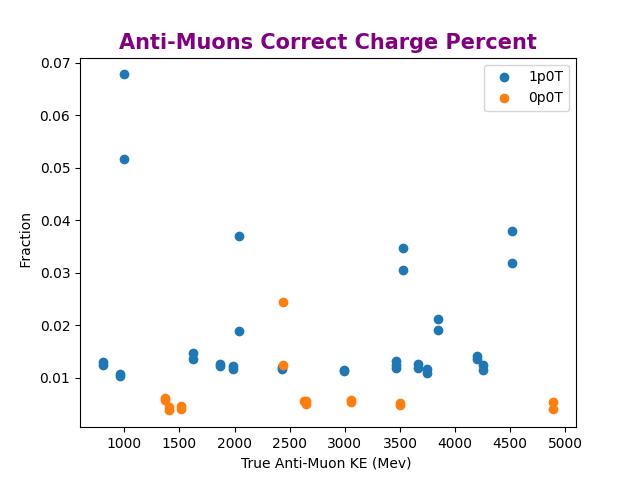 Anti-Muons Correct Charge Percent
1p0T
0p0T
0.07
0.06
0.05
0.04
0.03
0.02
0.01
Fraction
1000 1500 2000 2500 3000 3500 4000 4500 5000
True Anti-Muon KE (Mev)